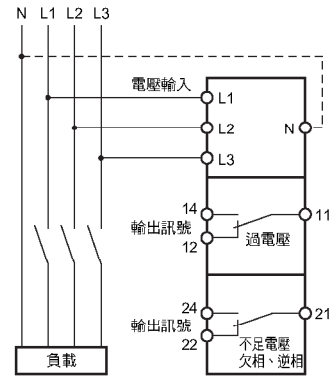 N L1 L2 L3
電壓輸入
L1
L2 N
L3
14 11
輸出訊號 過電壓
12
24 21
輸出訊號 不足電壓
22 欠相、逆相
負載